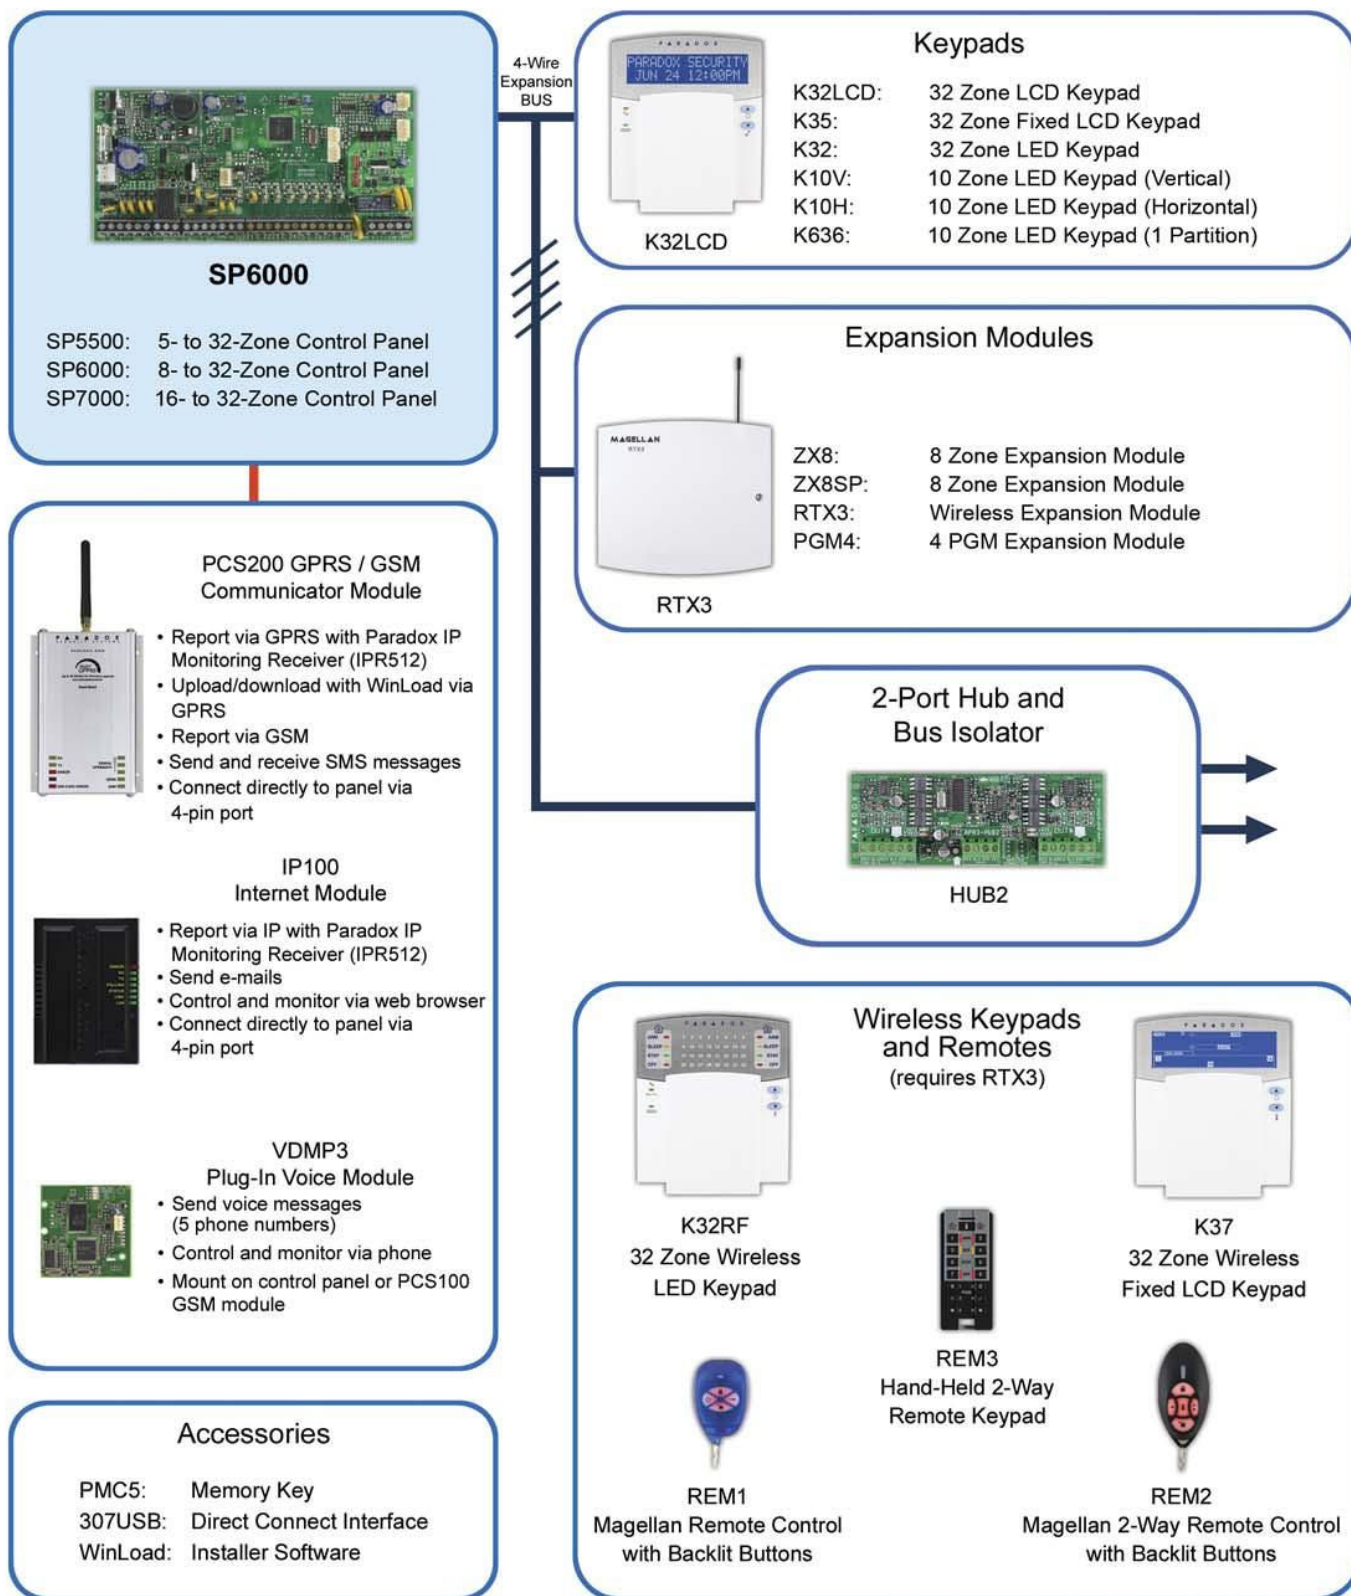 SP6000
SP5500: 5- to 32-Zone Control Panel
SP6000: 8- to 32-Zone Control Panel
SP7000: 16- to 32-Zone Control Panel
4-Wire
Expansion
BUS
PARADOX
PARADOX SECURITY
JUN 24 12:00PM
K32LCD
Keypads
K32LCD: 32 Zone LCD Keypad
K35: 32 Zone Fixed LCD Keypad
K32: 32 Zone LED Keypad
K10V: 10 Zone LED Keypad (Vertical)
K10H: 10 Zone LED Keypad (Horizontal)
K636: 10 Zone LED Keypad (1 Partition)
Expansion Modules
MAGELLAN
RTX3
RTX3
ZX8: 8 Zone Expansion Module
ZX8SP: 8 Zone Expansion Module
RTX3: Wireless Expansion Module
PGM4: 4 PGM Expansion Module
PCS200 GPRS / GSM
Communicator Module
PARADOX
• Report via GPRS with Paradox IP
Monitoring Receiver (IPR512)
• Upload/download with WinLoad via
GPRS
• Report via GSM
• Send and receive SMS messages
• Connect directly to panel via
4-pin port
IP100
Internet Module
• Report via IP with Paradox IP
Monitoring Receiver (IPR512)
• Send e-mails
• Control and monitor via web browser
• Connect directly to panel via
4-pin port
VDMP3
Plug-In Voice Module
• Send voice messages
(5 phone numbers)
• Control and monitor via phone
• Mount on control panel or PCS100
GSM module
2-Port Hub and
Bus Isolator
HUB2
Wireless Keypads
and Remotes
(requires RTX3)
PARADOX
ARM
SLEEP
STAY
OFF
ARM
SLEEP
STAY
OFF
K32RF
32 Zone Wireless
LED Keypad
PARADOX
K37
32 Zone Wireless
Fixed LCD Keypad
REM3
Hand-Held 2-Way
Remote Keypad
REM1
Magellan Remote Control
with Backlit Buttons
REM2
Magellan 2-Way Remote Control
with Backlit Buttons
Accessories
PMC5: Memory Key
307USB: Direct Connect Interface
WinLoad: Installer Software